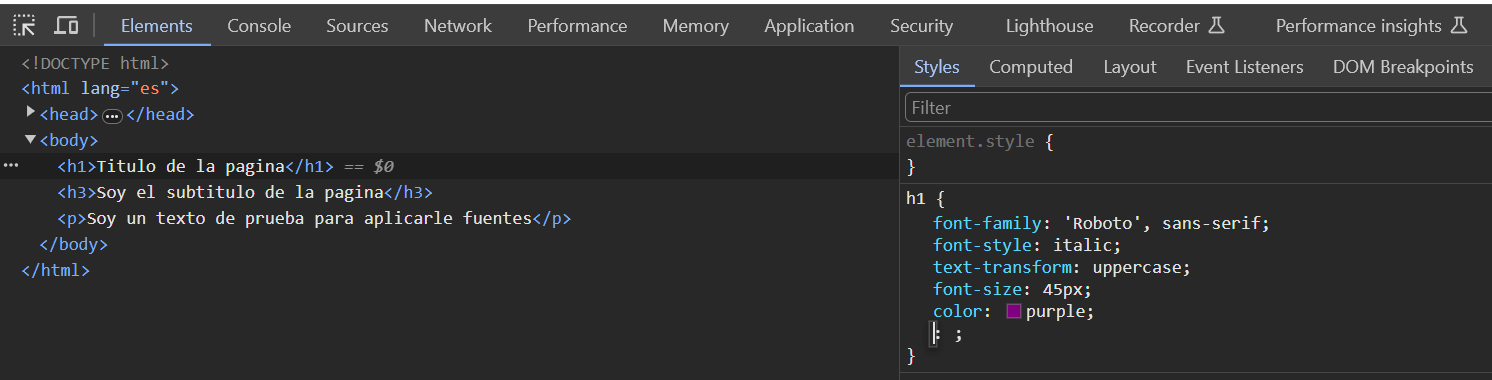 Elements Console Sources Network Performance Memory Application Security Lighthouse Recorder Performance insights
<!DOCTYPE html>
<html lang="es">
<head> ··· </head>
<body>
··· <h1>Titulo de la pagina</h1> == $0
<h3>Soy el subtitulo de la pagina</h3>
<p>Soy un texto de prueba para aplicarle fuentes</p>
</body>
</html>
Styles Computed Layout Event Listeners DOM Breakpoints
Filter
element.style {
}
h1 {
font-family: 'Roboto', sans-serif;
font-style: italic;
text-transform: uppercase;
font-size: 45px;
color: purple;
: ;
}